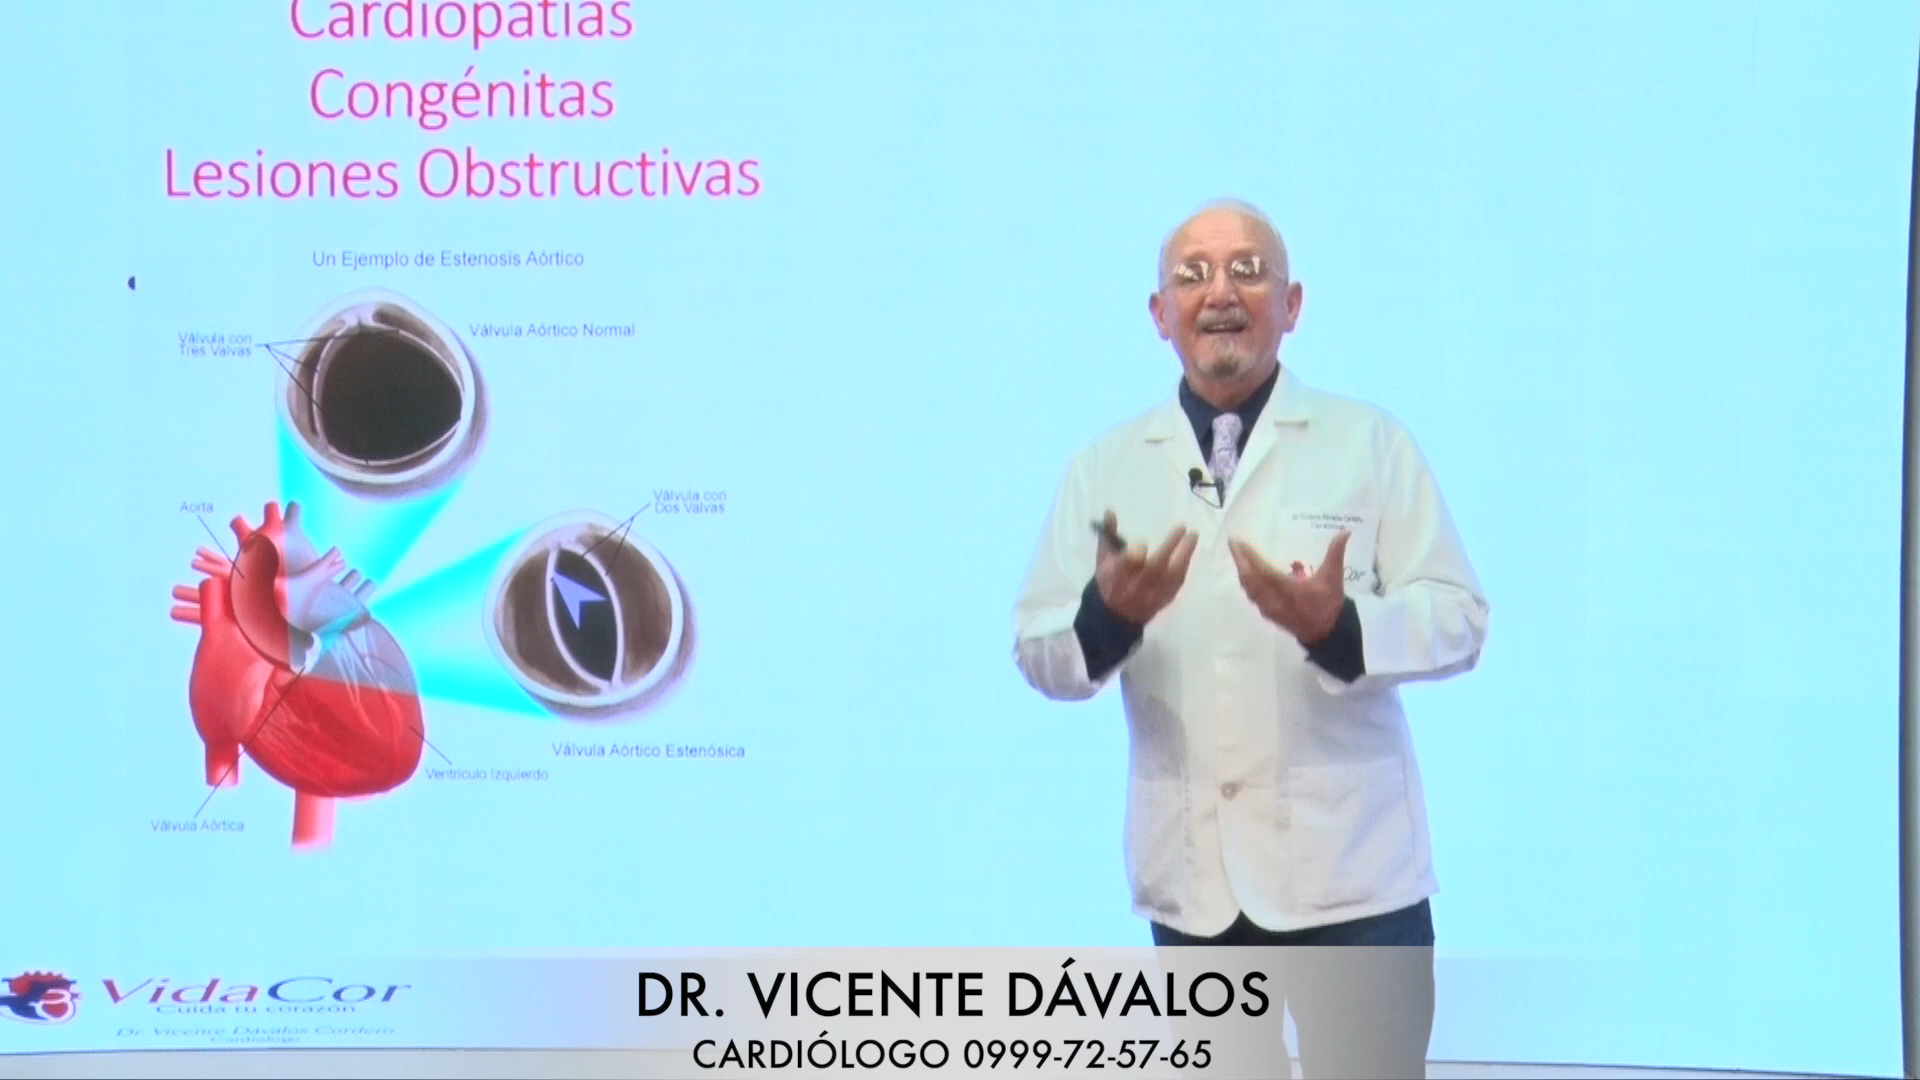 Cardiopatías
Congénitas
Lesiones Obstructivas
Un Ejemplo de Estenosis Aórtico
Válvula Aórtico Normal
Válvula con
Tres Valvas
Válvula con
Dos Valvas
Aorta
Válvula Aórtico Estenósica
Ventrículo Izquierdo
Válvula Aórtica
VidaCor
Cuida tu corazón
Dr. Vicente Dávalos Cordero
Cardiólogo
DR. VICENTE DÁVALOS
CARDIÓLOGO 0999-72-57-65